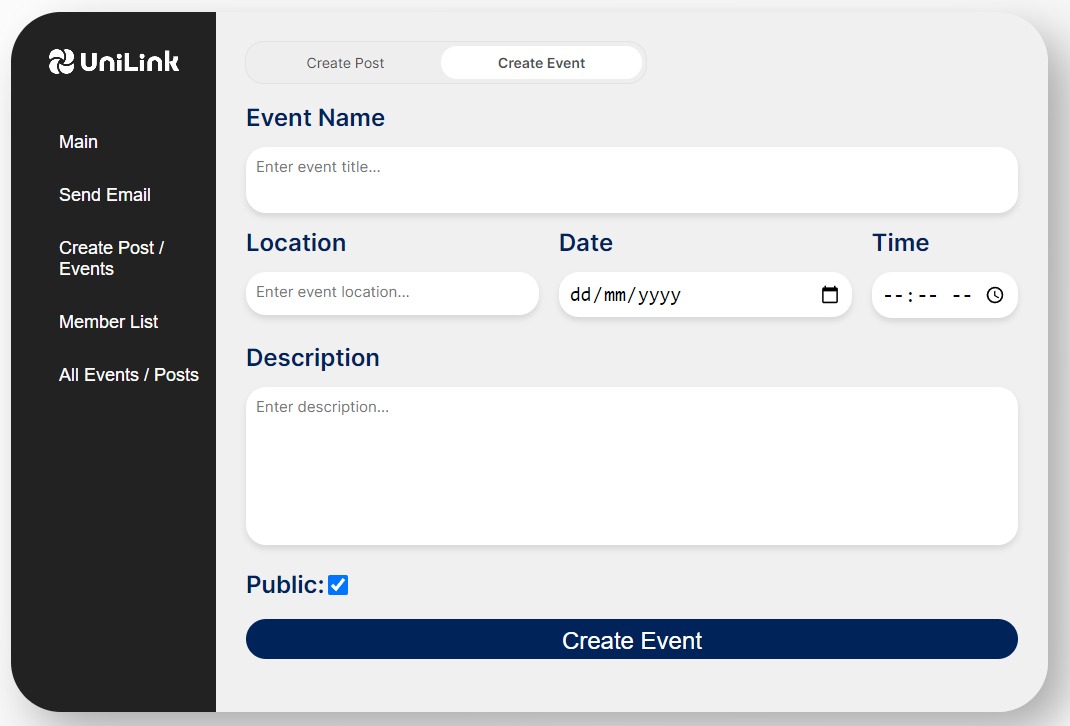 UniLink
Main
Send Email
Create Post /
Events
Member List
All Events / Posts
Create Post
Create Event
Event Name
Enter event title...
Location
Date
Time
Enter event location...
dd/mm/yyyy
--:-- --
Description
Enter description...
Public:
Create Event